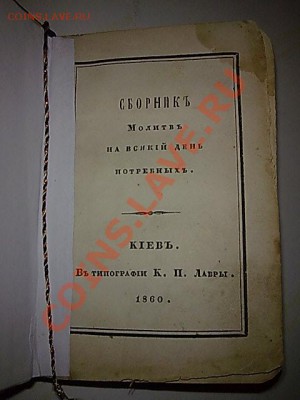 COINS.LAVE.RU
СБОРНИКЪ
Молитвъ
НА ВСЯКІЙ ДЕНЬ
ПОТРЕБНЫХЪ.
КІЕВЪ.
Въ типографіи К. П. Лавры.
1860.
COINS.LAVE.RU